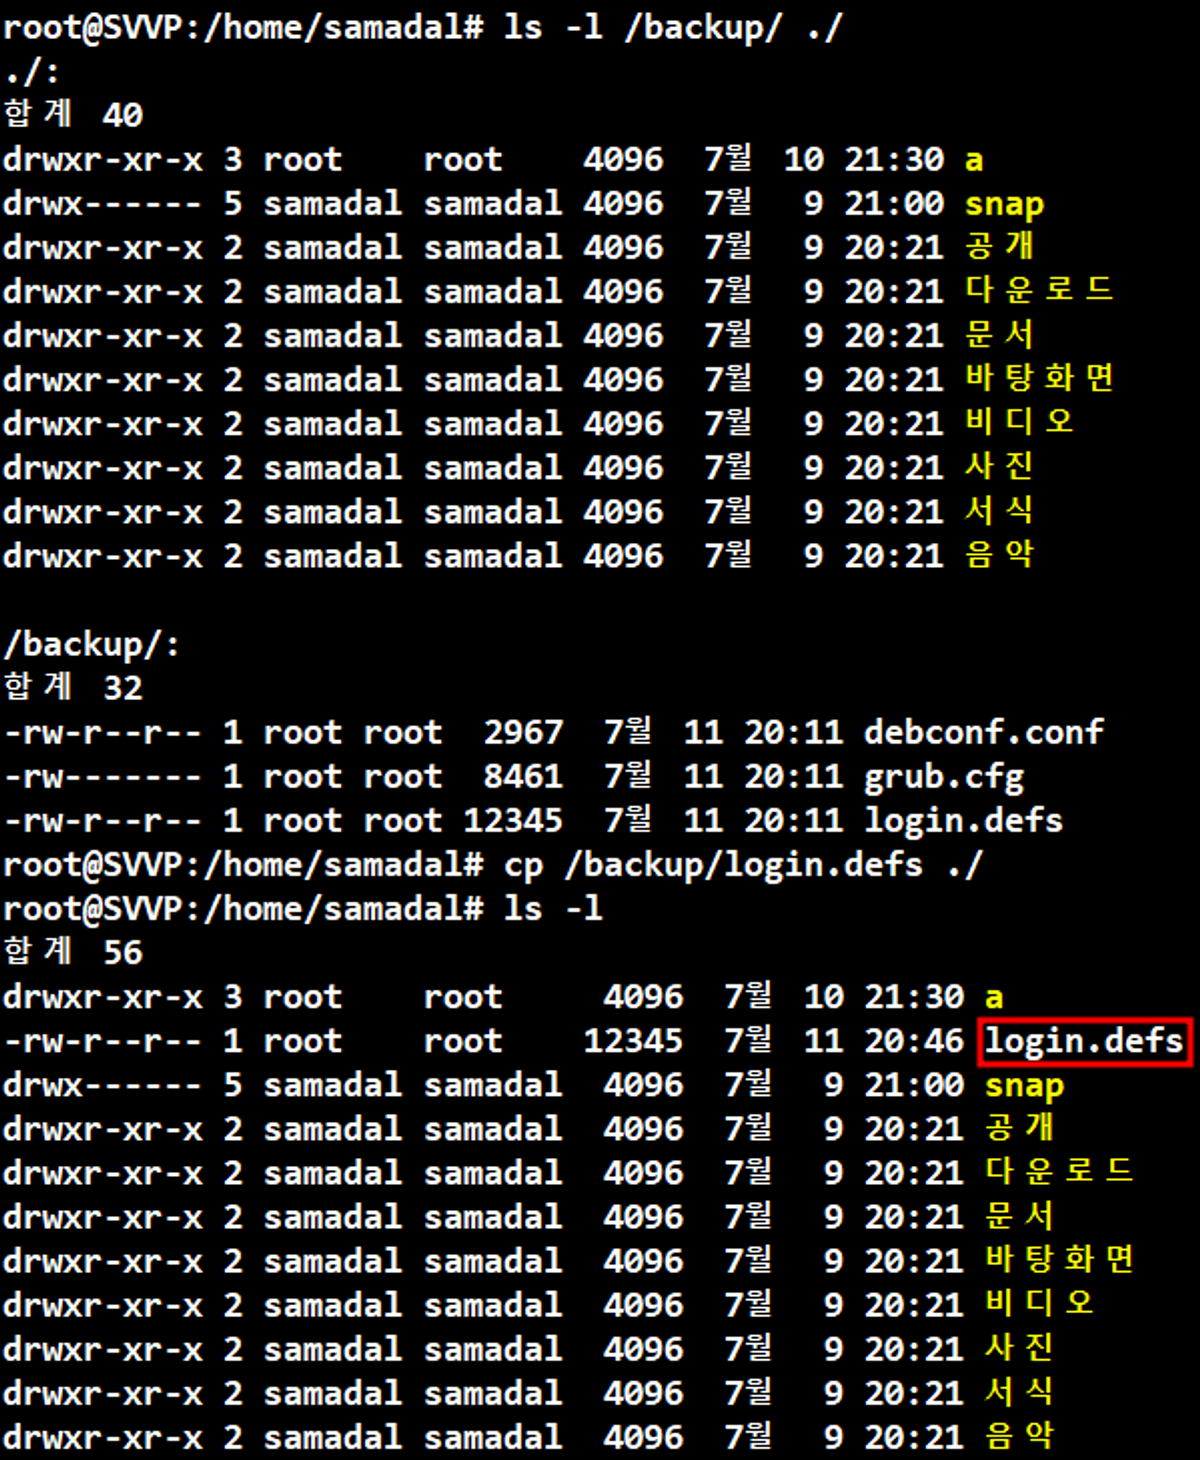 root@SVVP:/home/samadal# ls -l /backup/ ./
./:
합계 40
drwxr-xr-x 3 root    root    4096  7월  10 21:30 a
drwx------ 5 samadal samadal 4096  7월   9 21:00 snap
drwxr-xr-x 2 samadal samadal 4096  7월   9 20:21 공개
drwxr-xr-x 2 samadal samadal 4096  7월   9 20:21 다운로드
drwxr-xr-x 2 samadal samadal 4096  7월   9 20:21 문서
drwxr-xr-x 2 samadal samadal 4096  7월   9 20:21 바탕화면
drwxr-xr-x 2 samadal samadal 4096  7월   9 20:21 비디오
drwxr-xr-x 2 samadal samadal 4096  7월   9 20:21 사진
drwxr-xr-x 2 samadal samadal 4096  7월   9 20:21 서식
drwxr-xr-x 2 samadal samadal 4096  7월   9 20:21 음악

/backup/:
합계 32
-rw-r--r-- 1 root root  2967  7월  11 20:11 debconf.conf
-rw------- 1 root root  8461  7월  11 20:11 grub.cfg
-rw-r--r-- 1 root root 12345  7월  11 20:11 login.defs
root@SVVP:/home/samadal# cp /backup/login.defs ./
root@SVVP:/home/samadal# ls -l
합계 56
drwxr-xr-x 3 root    root     4096  7월  10 21:30 a
-rw-r--r-- 1 root    root    12345  7월  11 20:46 login.defs
drwx------ 5 samadal samadal  4096  7월   9 21:00 snap
drwxr-xr-x 2 samadal samadal  4096  7월   9 20:21 공개
drwxr-xr-x 2 samadal samadal  4096  7월   9 20:21 다운로드
drwxr-xr-x 2 samadal samadal  4096  7월   9 20:21 문서
drwxr-xr-x 2 samadal samadal  4096  7월   9 20:21 바탕화면
drwxr-xr-x 2 samadal samadal  4096  7월   9 20:21 비디오
drwxr-xr-x 2 samadal samadal  4096  7월   9 20:21 사진
drwxr-xr-x 2 samadal samadal  4096  7월   9 20:21 서식
drwxr-xr-x 2 samadal samadal  4096  7월   9 20:21 음악